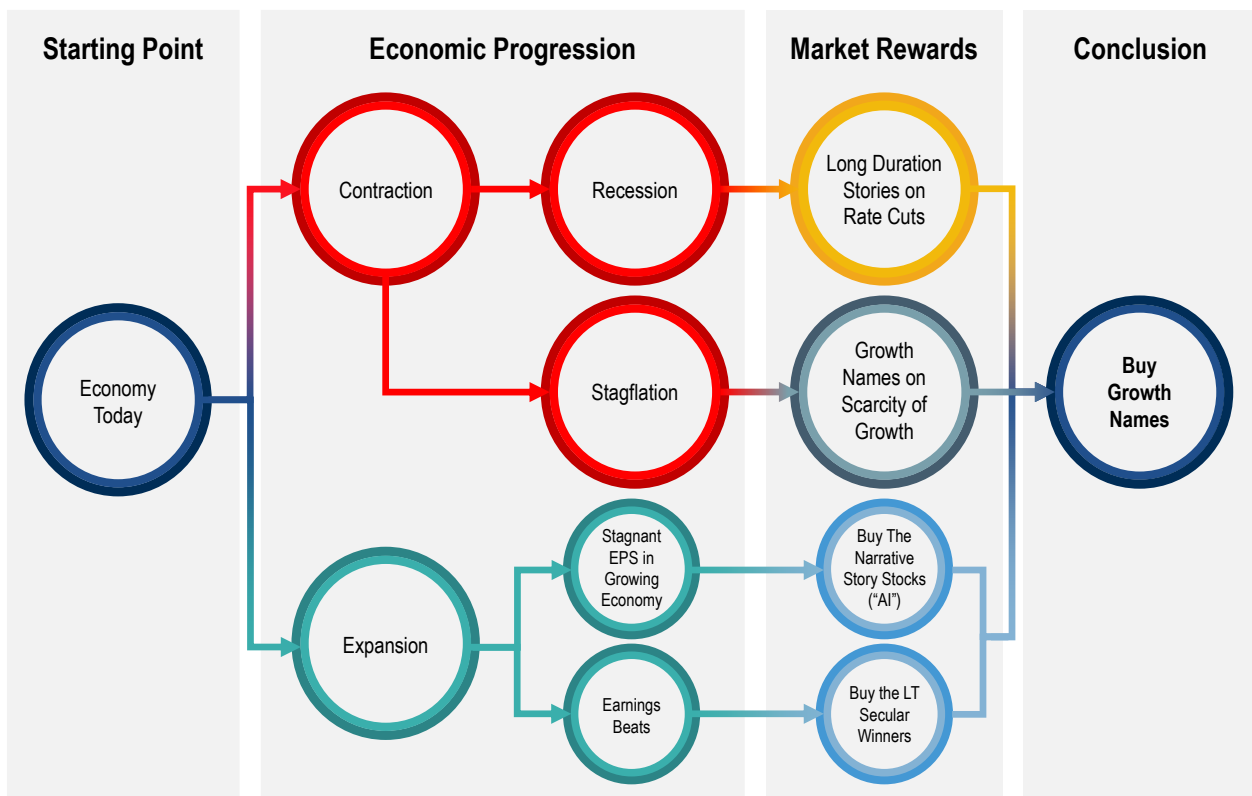 Starting Point
Economic Progression
Market Rewards
Conclusion
Economy
Today
Contraction
Recession
Long Duration
Stories on
Rate Cuts
Stagflation
Growth
Names on
Scarcity of
Growth
Buy
Growth
Names
Expansion
Stagnant
EPS in
Growing
Economy
Buy The
Narrative
Story Stocks
(“AI”)
Earnings
Beats
Buy the LT
Secular
Winners